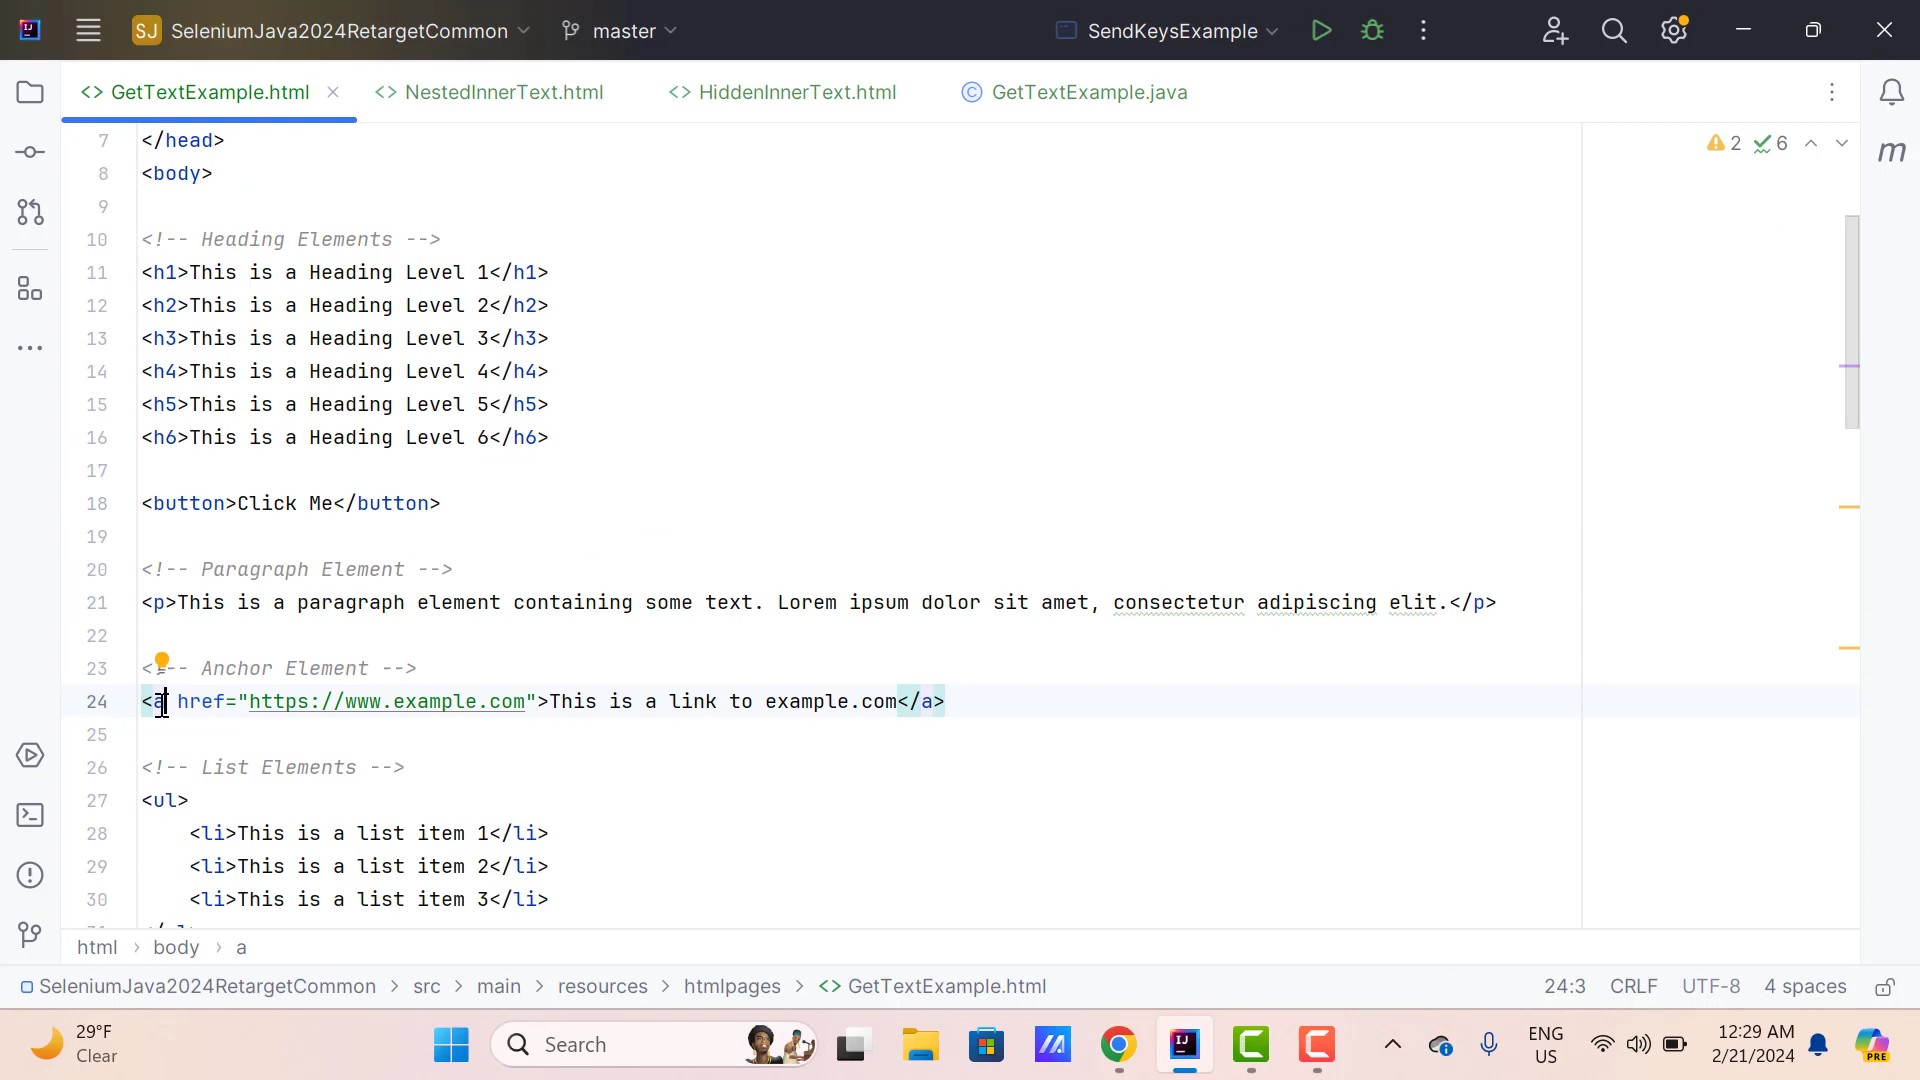 SJ SeleniumJava2024RetargetCommon master SendKeysExample
<> GetTextExample.html <> NestedInnerText.html <> HiddenInnerText.html © GetTextExample.java
7 </head>
2 6
8 <body>
9
10 <!-- Heading Elements -->
11 <h1>This is a Heading Level 1</h1>
12 <h2>This is a Heading Level 2</h2>
13 <h3>This is a Heading Level 3</h3>
14 <h4>This is a Heading Level 4</h4>
15 <h5>This is a Heading Level 5</h5>
16 <h6>This is a Heading Level 6</h6>
17
18 <button>Click Me</button>
19
20 <!-- Paragraph Element -->
21 <p>This is a paragraph element containing some text. Lorem ipsum dolor sit amet, consectetur adipiscing elit.</p>
22
23 <!-- Anchor Element -->
24 <a href="https://www.example.com">This is a link to example.com</a>
25
26 <!-- List Elements -->
27 <ul>
28 <li>This is a list item 1</li>
29 <li>This is a list item 2</li>
30 <li>This is a list item 3</li>
html › body › a
SeleniumJava2024RetargetCommon > src > main > resources > htmlpages > <> GetTextExample.html 24:3 CRLF UTF-8 4 spaces
29°F
Clear
Search
ENG
US
12:29 AM
2/21/2024
PRE